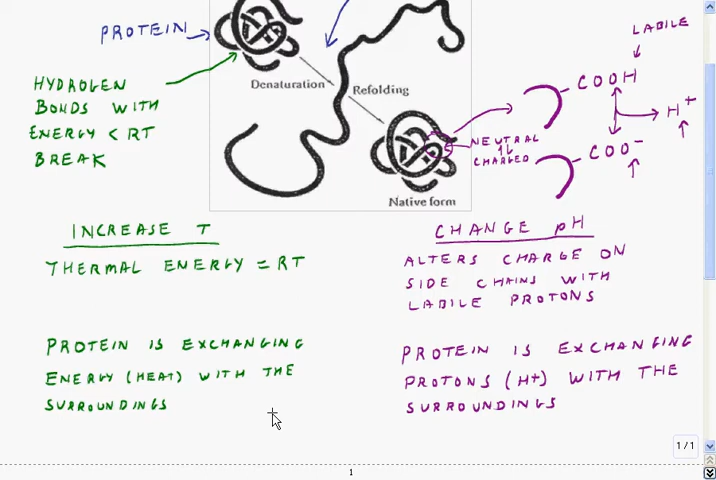 PROTEIN
LABILE
HYDROGEN
BONDS WITH
ENERGY < RT
BREAK
Denaturation
Refolding
Native form
NEUTRAL
⇅
CHARGED
COOH
H+
COO-
INCREASE T
THERMAL ENERGY = RT
PROTEIN IS EXCHANGING
ENERGY (HEAT) WITH THE
SURROUNDINGS
CHANGE pH
ALTERS CHARGE ON
SIDE CHAINS WITH
LABILE PROTONS
PROTEIN IS EXCHANGING
PROTONS (H+) WITH THE
SURROUNDINGS
1 / 1
1